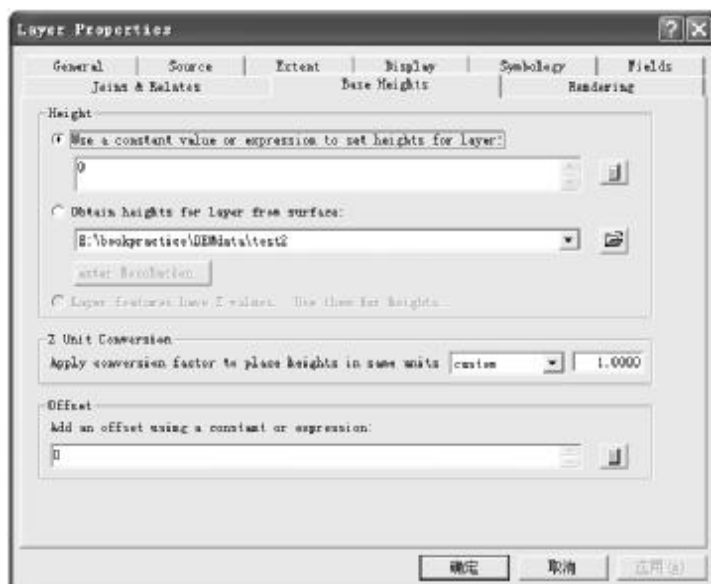 Layer Properties
General Source Extent Display Symbology Fields
Joins & Relates Base Heights Rendering
Height
Use a constant value or expression to set heights for layer:
0
Obtain heights for layer from surface:
E:\bookpractice\DEMdata\test2
Resolution
Layer features have Z values. Use them for heights.
Z Unit Conversion
Apply conversion factor to place heights in same units custom 1.0000
Offset
Add an offset using a constant or expression:
0
确定 取消 应用(A)